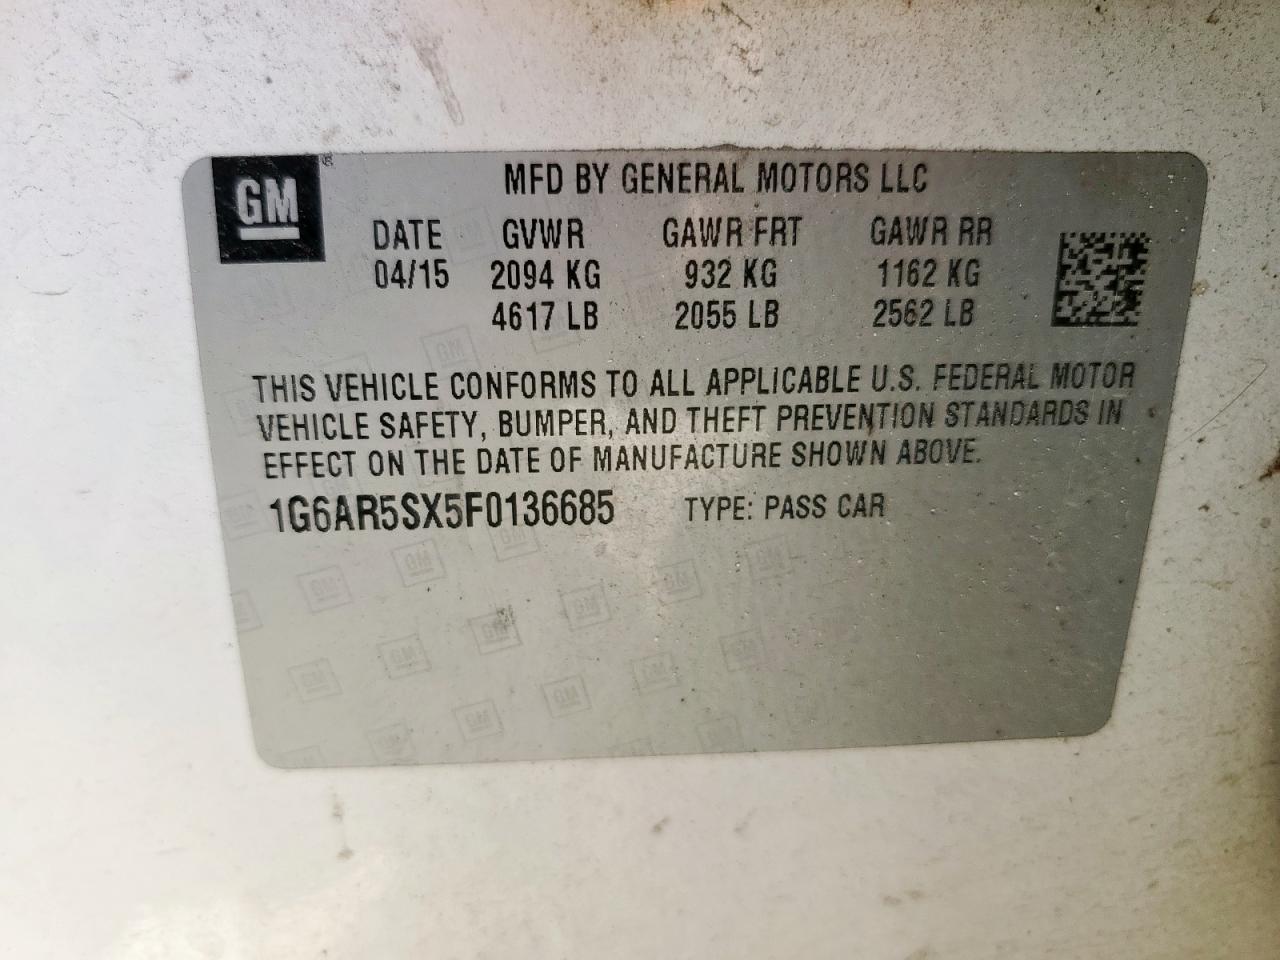 GM ®
MFD BY GENERAL MOTORS LLC
DATE GVWR GAWR FRT GAWR RR
04/15 2094 KG 932 KG 1162 KG
4617 LB 2055 LB 2562 LB
THIS VEHICLE CONFORMS TO ALL APPLICABLE U.S. FEDERAL MOTOR
VEHICLE SAFETY, BUMPER, AND THEFT PREVENTION STANDARDS IN
EFFECT ON THE DATE OF MANUFACTURE SHOWN ABOVE.
1G6AR5SX5F0136685 TYPE: PASS CAR